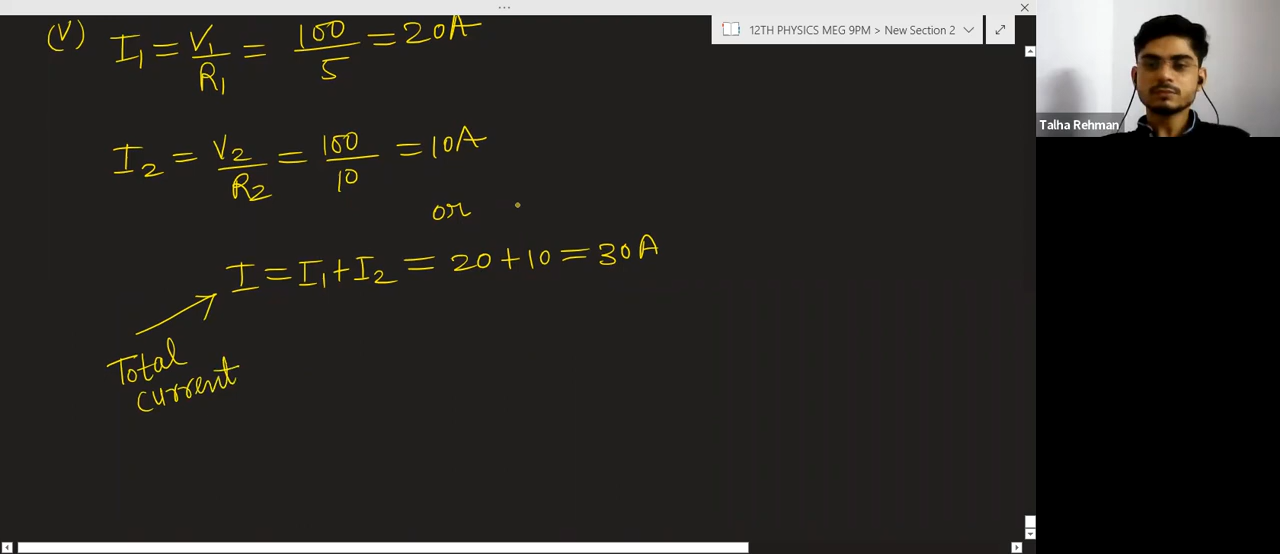 12TH PHYSICS MEG 9PM > New Section 2
(V) I₁ = V₁/R₁ = 100/5 = 20A
Talha Rehman
I₂ = V₂/R₂ = 100/10 = 10A
or
I = I₁ + I₂ = 20 + 10 = 30A
Total
current